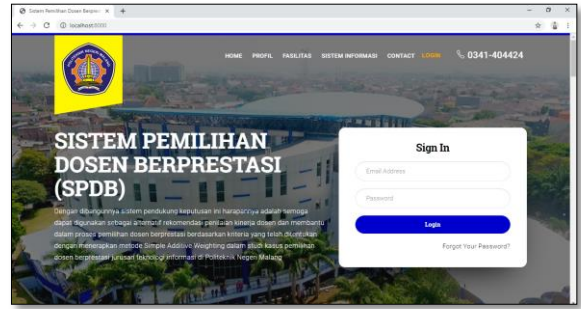 Sistem Pemilihan Dosen Berpres
localhost:8000
HOME PROFIL FASILITAS SISTEM INFORMASI CONTACT LOGIN 0341-404424
SISTEM PEMILIHAN
DOSEN BERPRESTASI
(SPDB)
Dengan dibangunnya sistem pendukung keputusan ini harapannya adalah semoga
dapat digunakan sebagai alternatif rekomendasi penilaian kinerja dosen dan membantu
dalam proses pemilihan dosen berprestasi berdasarkan kriteria yang telah ditentukan
dengan menerapkan metode Simple Additive Weighting dalam studi kasus pemilihan
dosen berprestasi jurusan teknologi informasi di Politeknik Negeri Malang
Sign In
Email Address
Password
Login
Forgot Your Password?